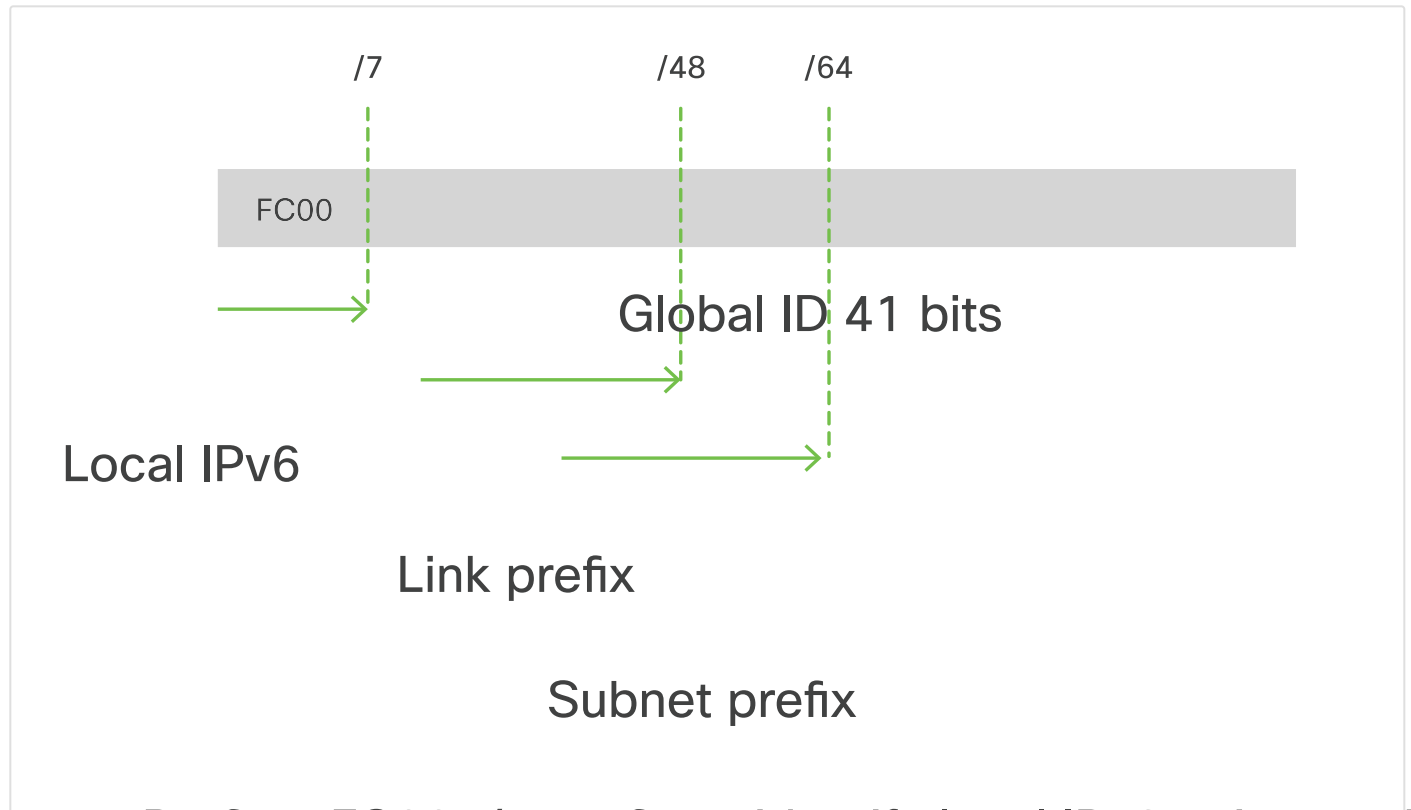 /7 /48 /64
FC00
Global ID 41 bits
Local IPv6
Link prefix
Subnet prefix